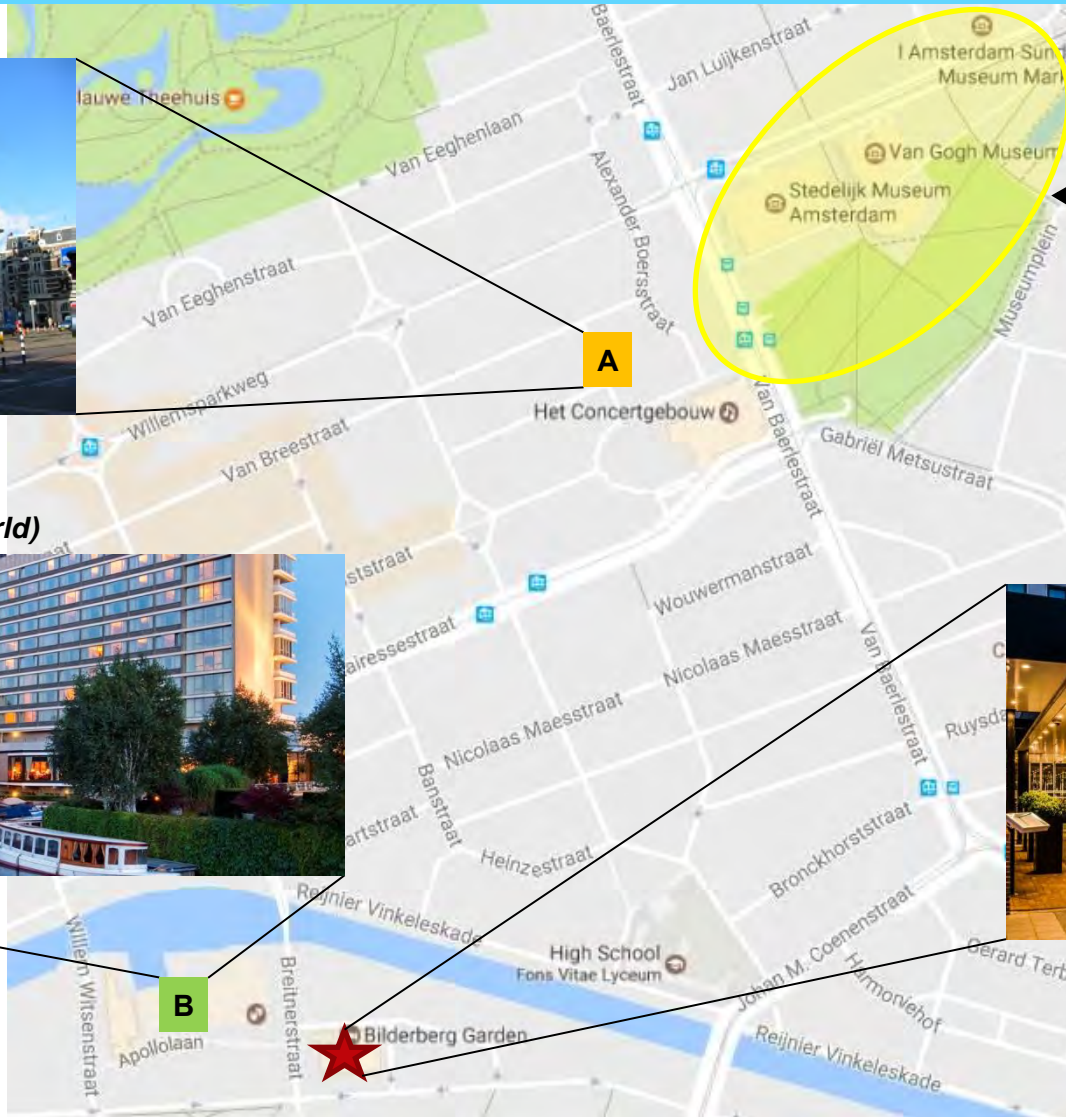 Baerlestraat
I Amsterdam Sund
Museum Mark
Jan Luijkenstraat
lauwe Theehuis
Van Eeghenlaan
Alexander Boersstraat
Van Gogh Museum
Stedelijk Museum
Amsterdam
Museumplein
Van Eeghenstraat
A
Willemsparkweg
Het Concertgebouw
Van Baerlestraat
Gabriël Metsustraat
Van Breestraat
rld)
aat
ststraat
Wouwermanstraat
airessestraat
Nicolaas Maesstraat
Van Baerlestraat
C
Ruysda
Nicolaas Maesstraat
Banstraat
artstraat
Heinzestraat
Bronckhorststraat
Reijnier Vinkeleskade
Johan M. Coenenstraat
High School
Fons Vitae Lyceum
Harmoniehof
Gerard Terb
Willem Witsenstraat
Breitnerstraat
B
Bilderberg Garden
Apollolaan
Reijnier Vinkeleskade